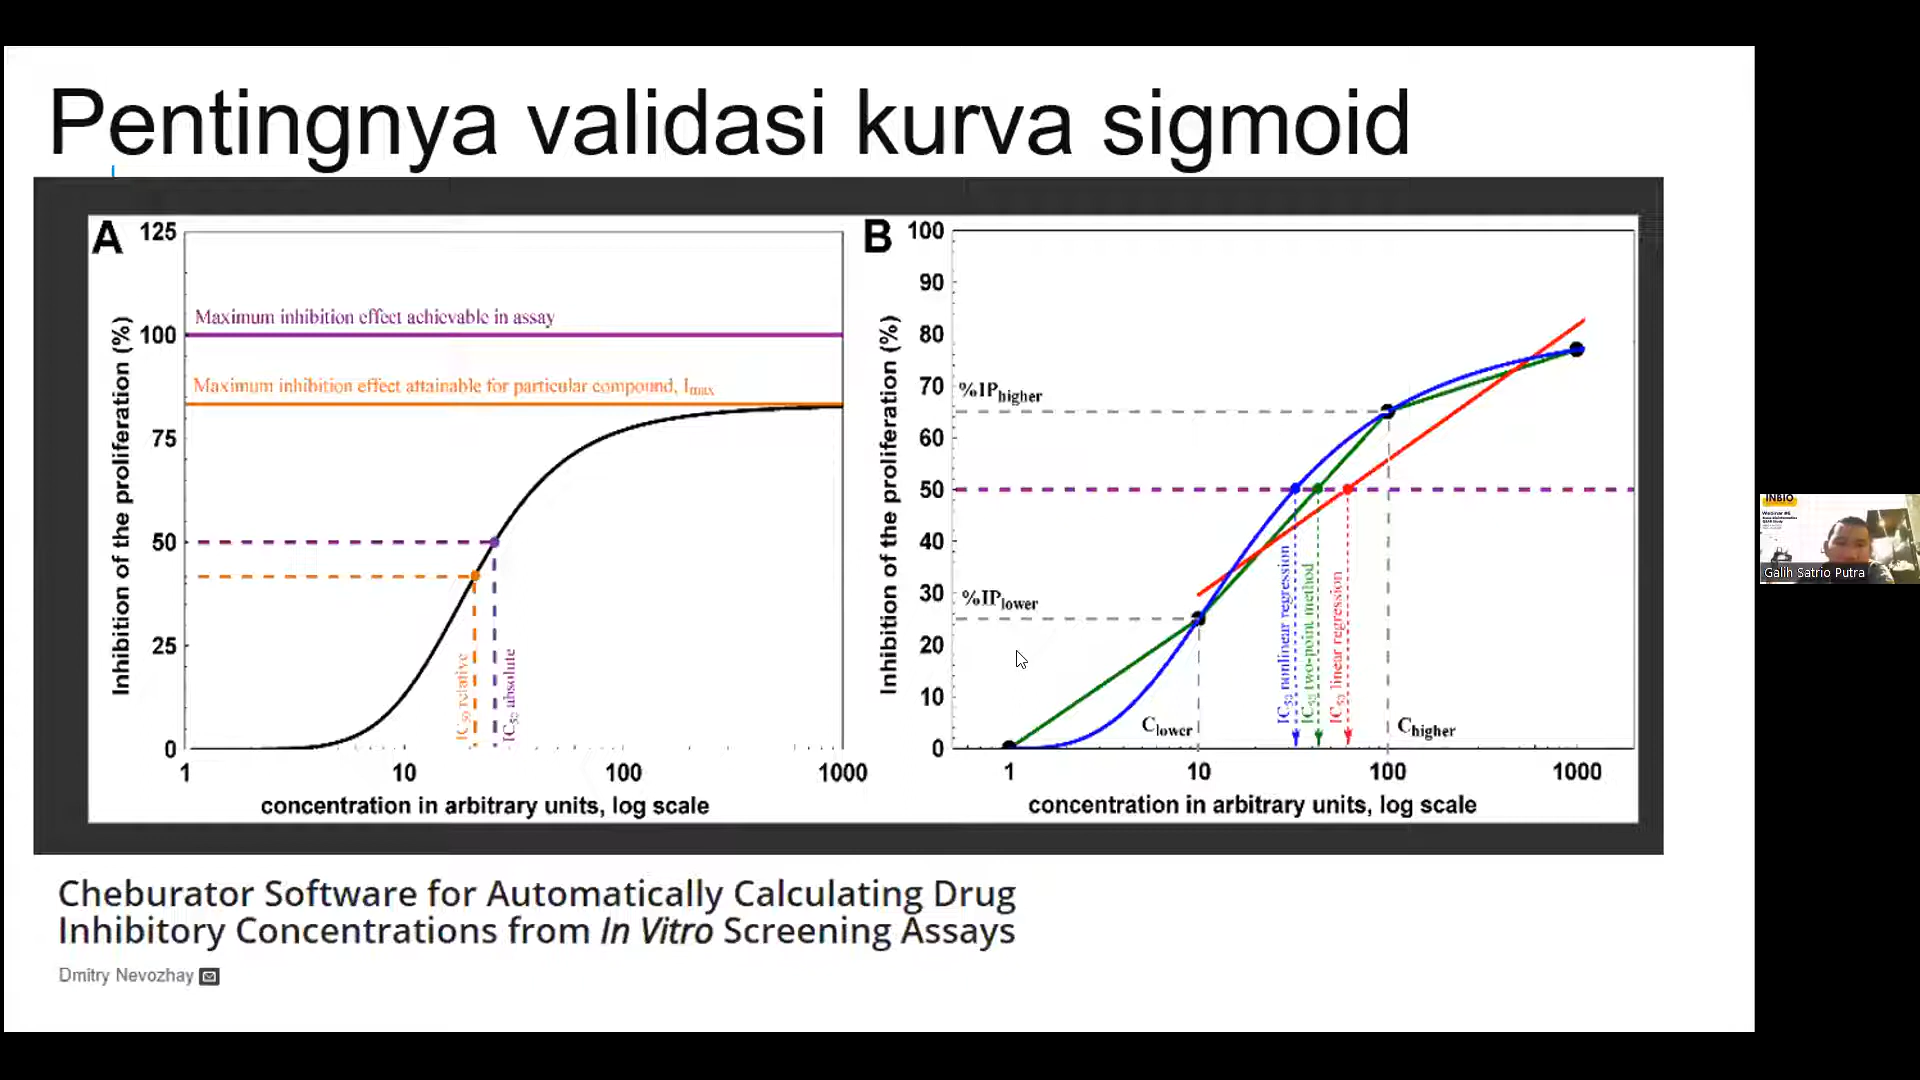 Pentingnya validasi kurva sigmoid
A
125
100
75
50
25
0
Inhibition of the proliferation (%)
Maximum inhibition effect achievable in assay
Maximum inhibition effect attainable for particular compound, Imax
IC50 relative
IC50 absolute
1
10
100
1000
concentration in arbitrary units, log scale
B
100
90
80
70
60
50
40
30
20
10
0
Inhibition of the proliferation (%)
%IPhigher
%IPlower
IC50 nonlinear regression
IC50 two-point method
IC50 linear regression
Clower
Chigher
1
10
100
1000
concentration in arbitrary units, log scale
Cheburator Software for Automatically Calculating Drug
Inhibitory Concentrations from In Vitro Screening Assays
Dmitry Nevozhay
INBIO
Webinar #6
Galih Satrio Putra